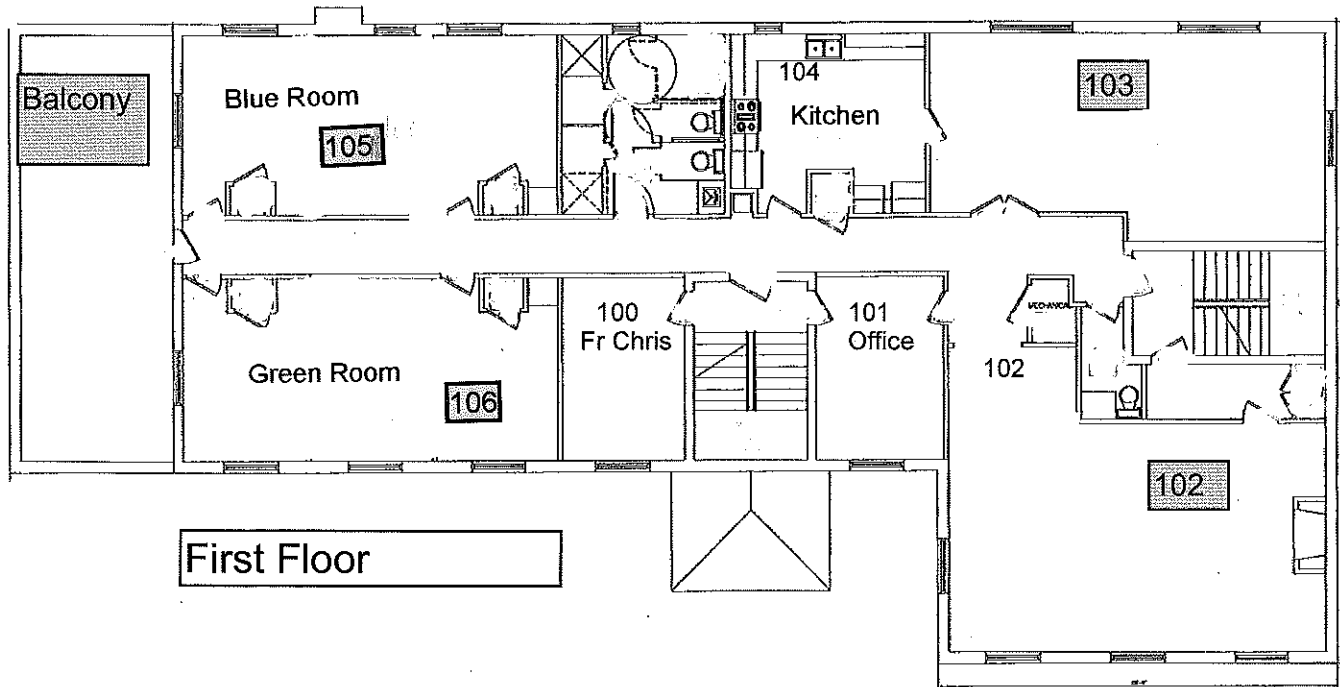 Balcony
Blue Room
105
104
Kitchen
103
100
Fr Chris
101
Office
102
Green Room
106
102
First Floor